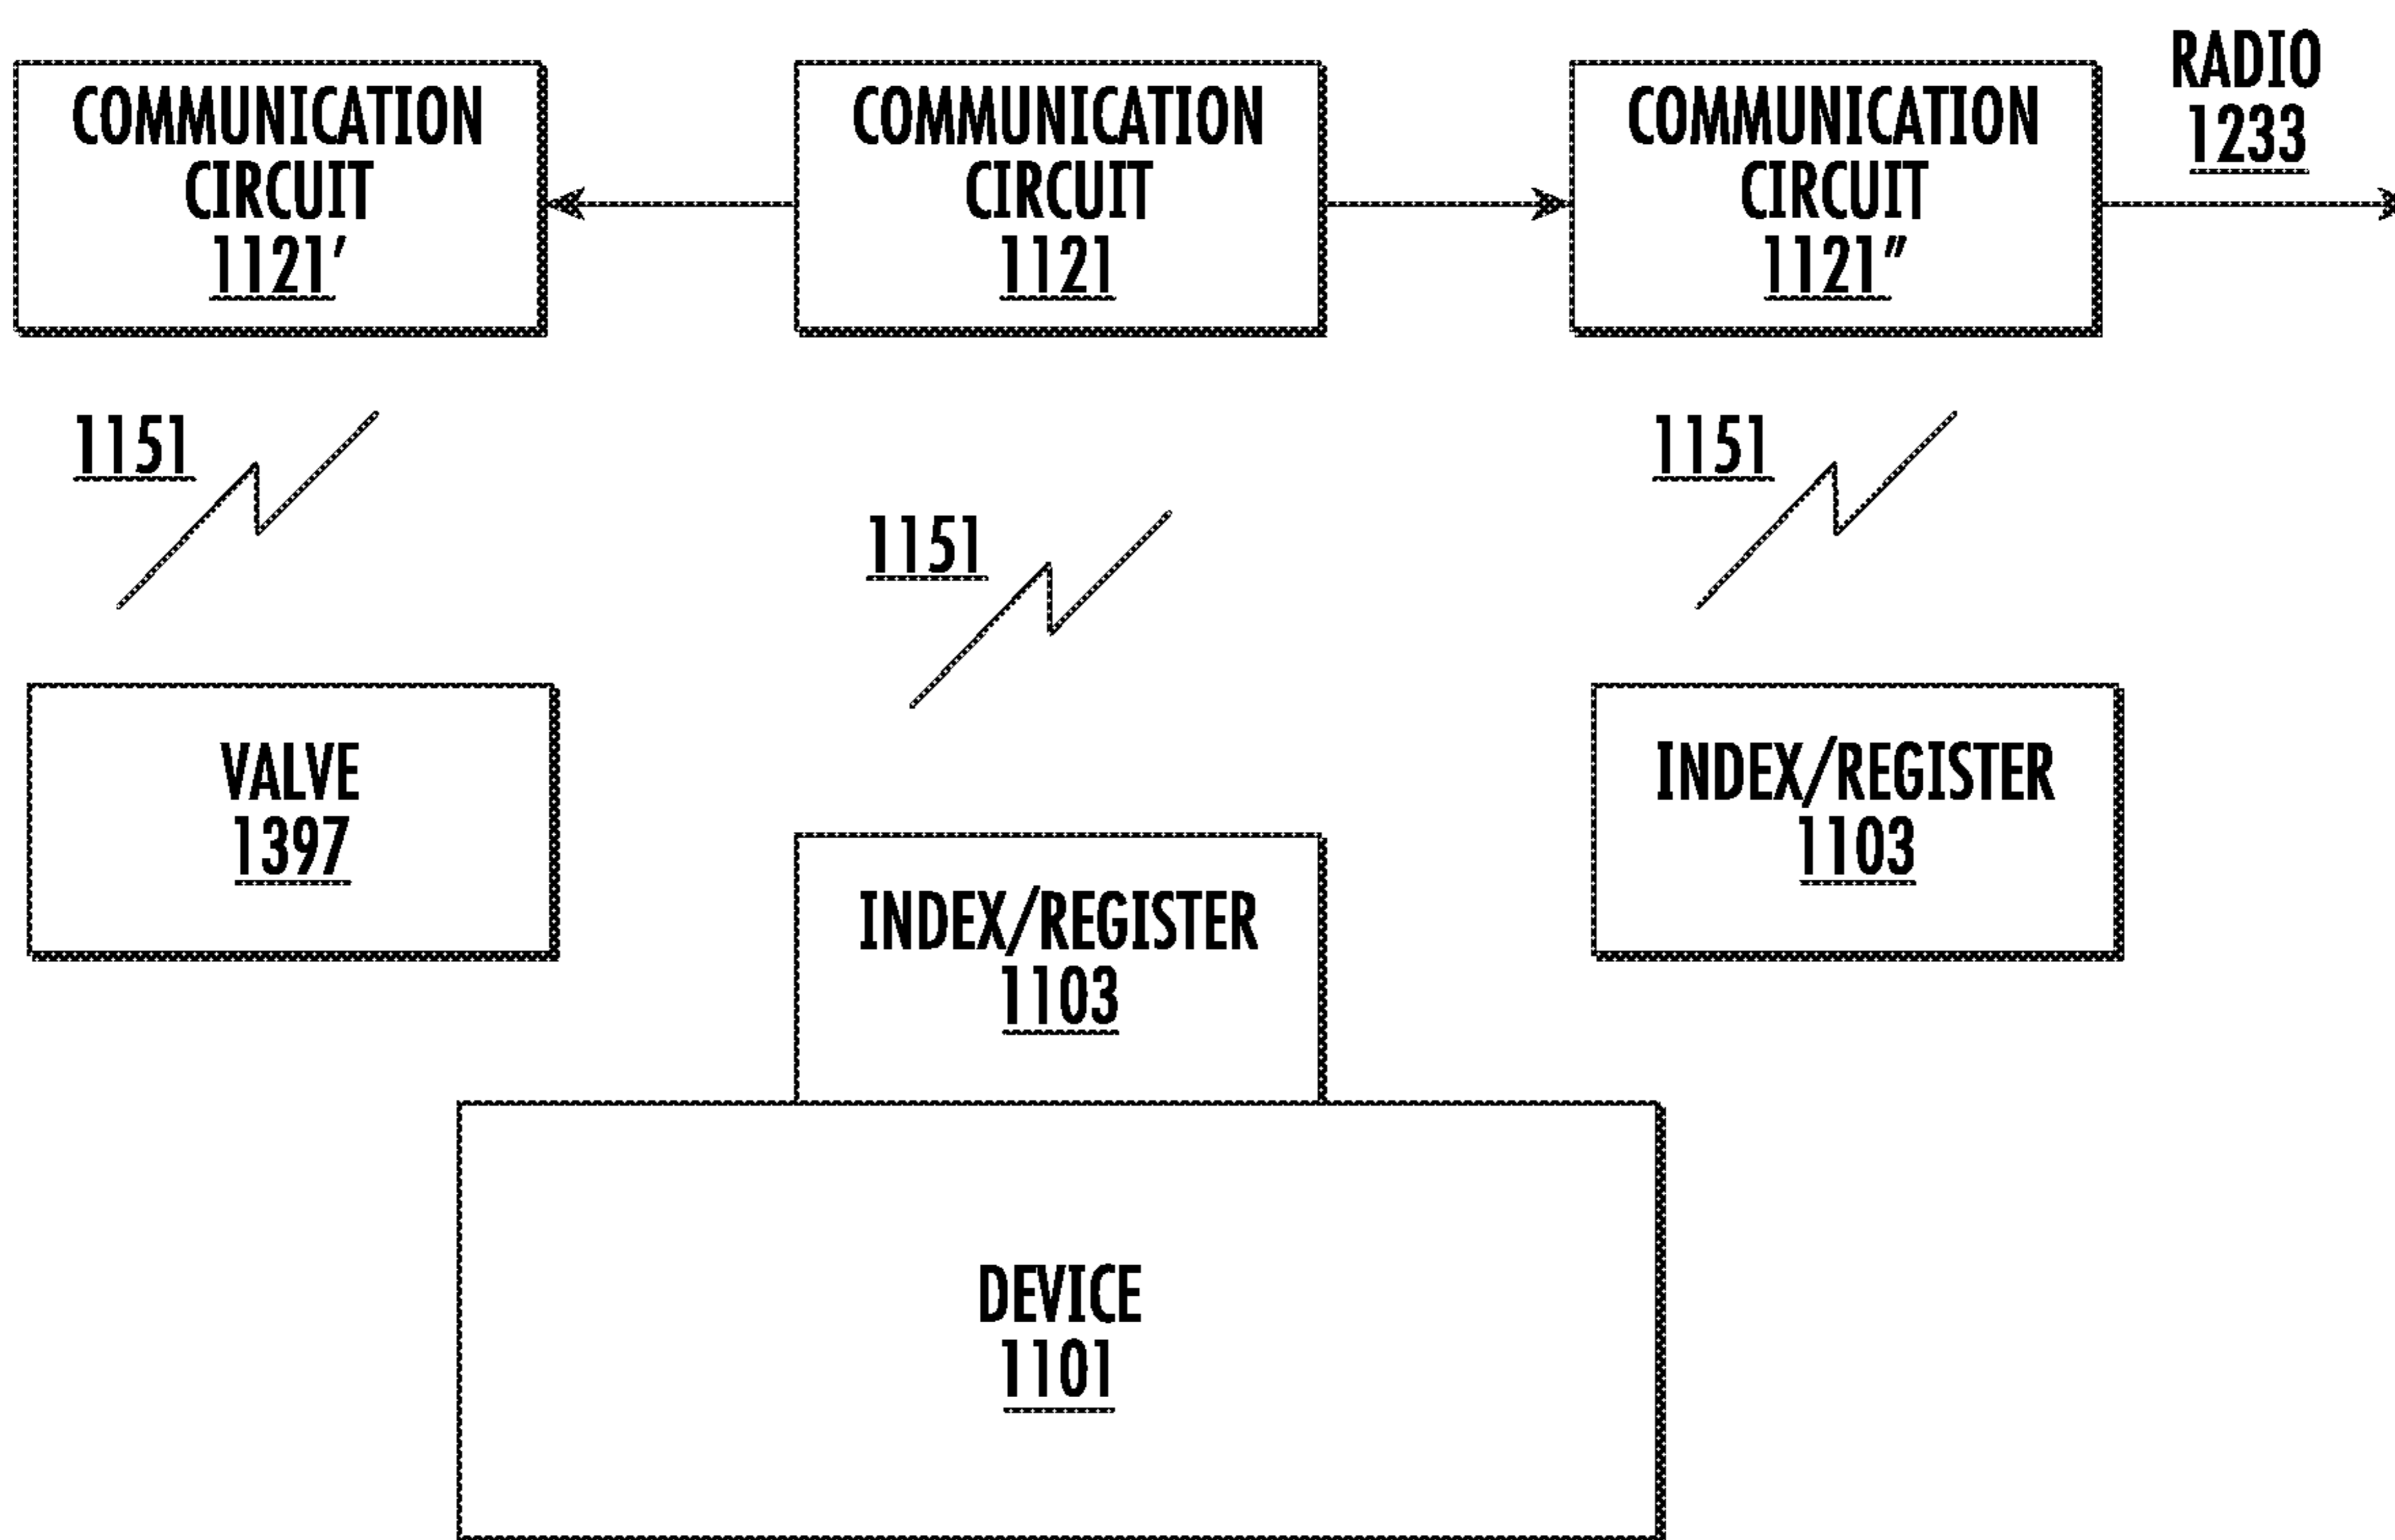 COMMUNICATION
CIRCUIT
1121'
COMMUNICATION
CIRCUIT
1121
COMMUNICATION
CIRCUIT
1121"
RADIO
1233
1151
1151
1151
VALVE
1397
INDEX/REGISTER
1103
INDEX/REGISTER
1103
DEVICE
1101